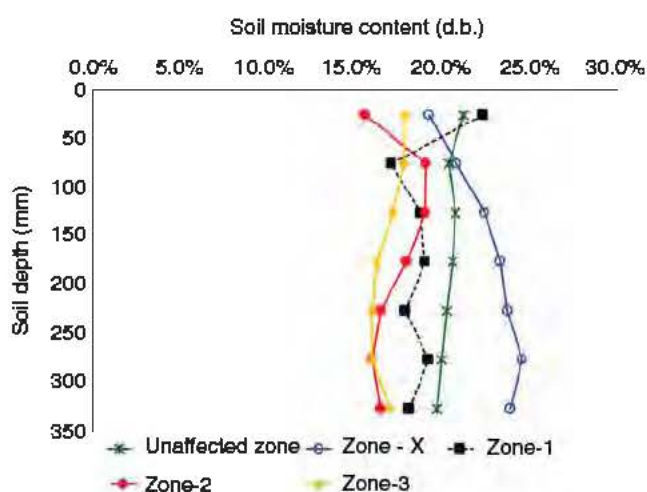 Soil moisture content (d.b.)
0.0% 5.0% 10.0% 15.0% 20.0% 25.0% 30.0%
0
50
100
150
200
250
300
350
Soil depth (mm)
Unaffected zone Zone - X Zone-1
Zone-2 Zone-3